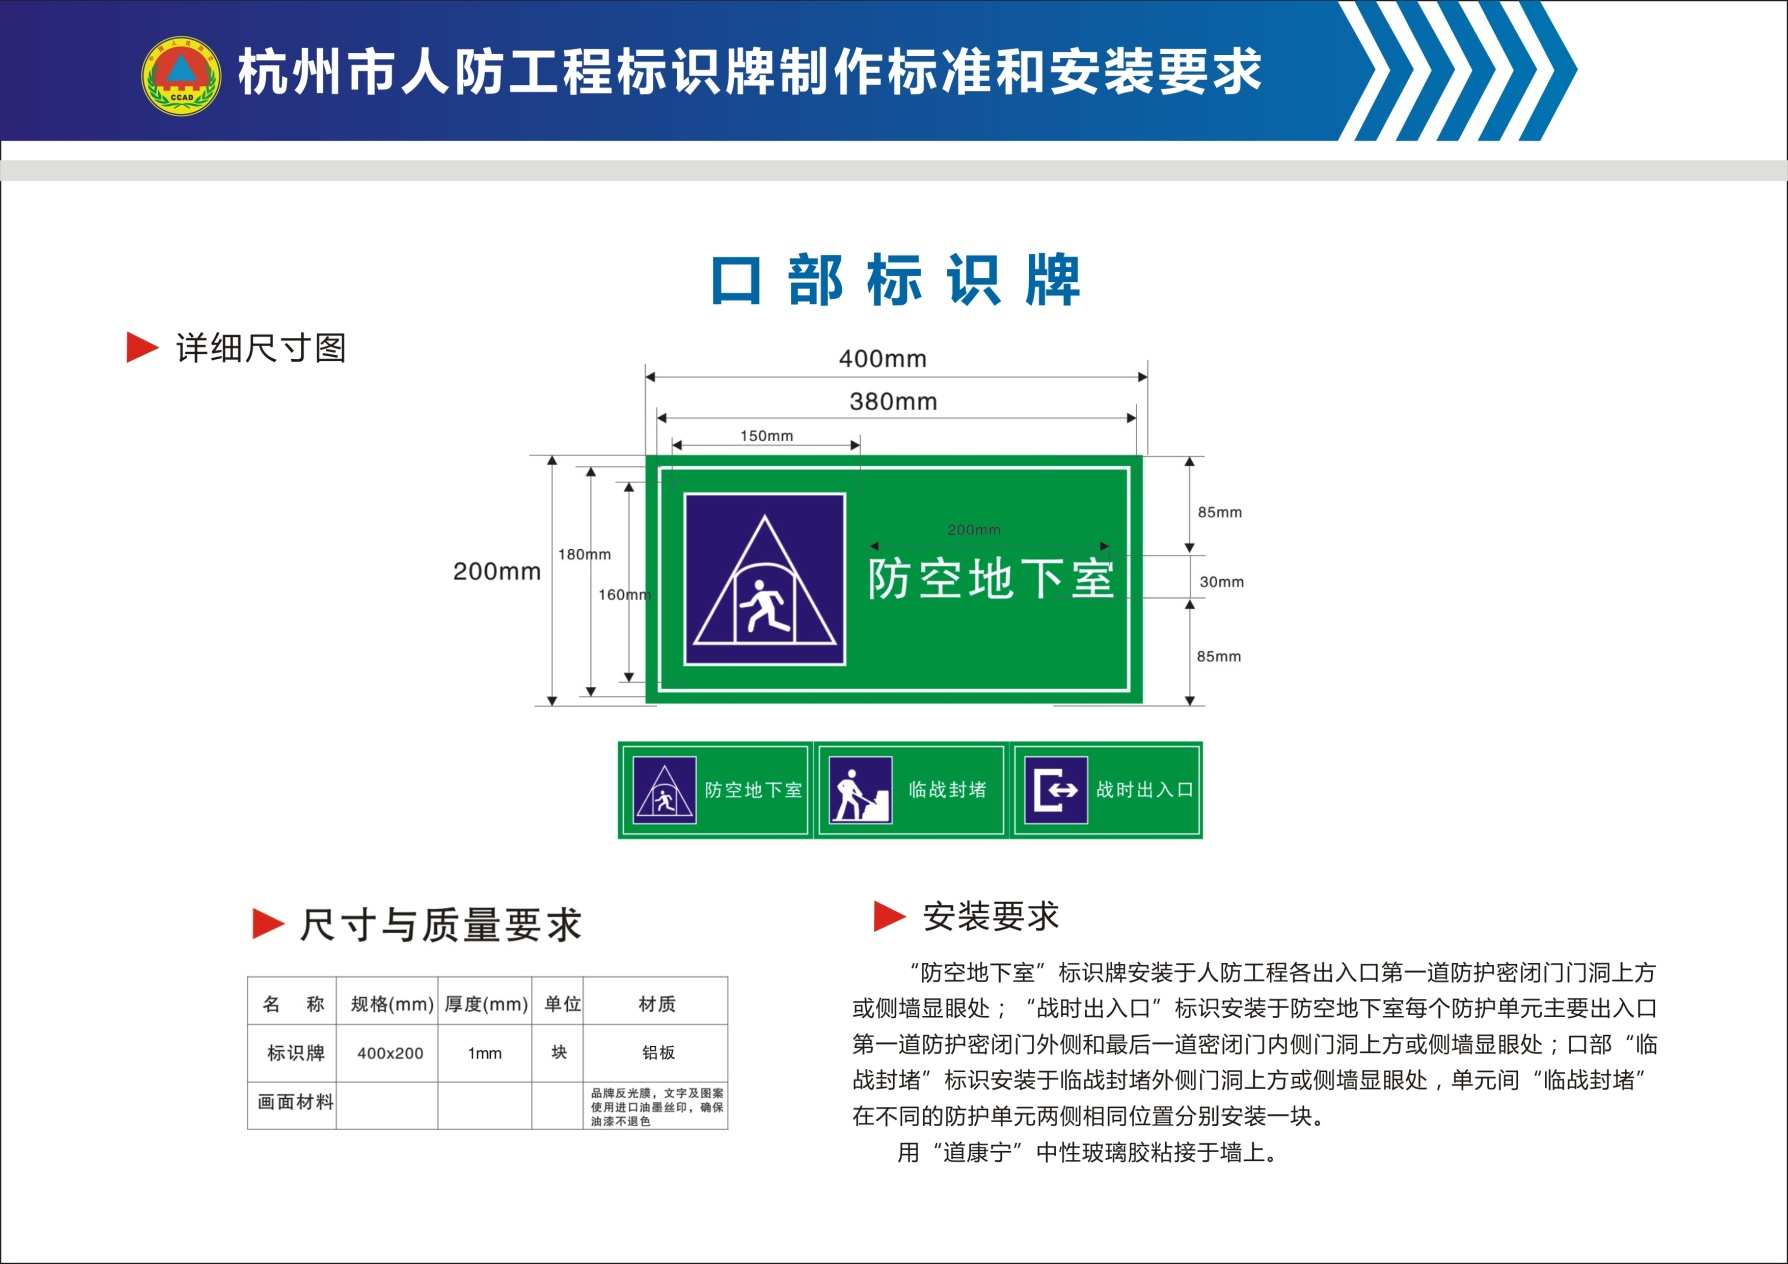 杭州市人防工程标识牌制作标准和安装要求
CCAD
口部标识牌
详细尺寸图
400mm
380mm
150mm
200mm
180mm
160mm
200mm
防空地下室
85mm
30mm
85mm
防空地下室
临战封堵
战时出入口
尺寸与质量要求
名 称 规格(mm) 厚度(mm) 单位 材质
标识牌 400x200 1mm 块 铝板
画面材料 品牌反光膜，文字及图案
使用进口油墨丝印，确保
油漆不退色
安装要求
“防空地下室”标识牌安装于人防工程各出入口第一道防护密闭门门洞上方
或侧墙显眼处；“战时出入口”标识安装于防空地下室每个防护单元主要出入口
第一道防护密闭门外侧和最后一道密闭门内侧门洞上方或侧墙显眼处；口部“临
战封堵”标识安装于临战封堵外侧门洞上方或侧墙显眼处，单元间“临战封堵”
在不同的防护单元两侧相同位置分别安装一块。
用“道康宁”中性玻璃胶粘接于墙上。